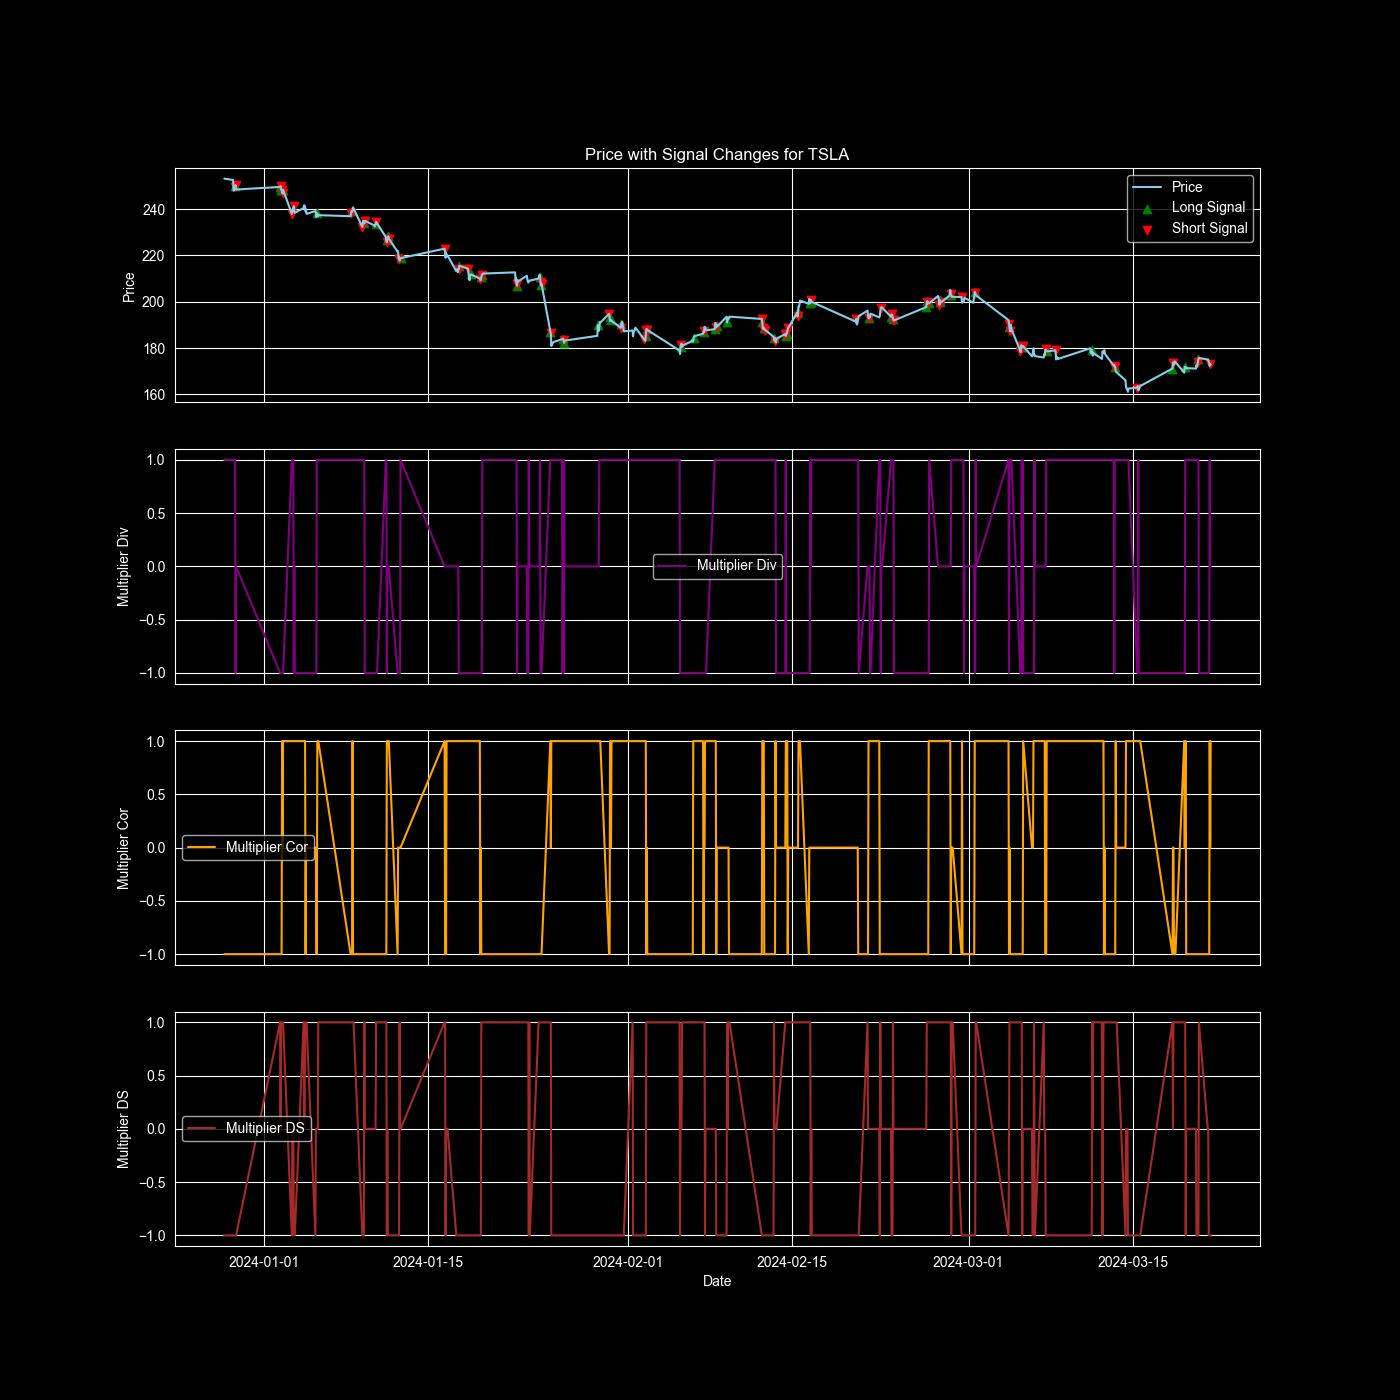 Price with Signal Changes for TSLA
Price
Long Signal
Short Signal
240
220
200
180
160
Price
1.0
0.5
0.0
−0.5
−1.0
Multiplier Div
Multiplier Div
1.0
0.5
0.0
−0.5
−1.0
Multiplier Cor
Multiplier Cor
1.0
0.5
0.0
−0.5
−1.0
Multiplier DS
Multiplier DS
2024-01-01 2024-01-15 2024-02-01 2024-02-15 2024-03-01 2024-03-15
Date